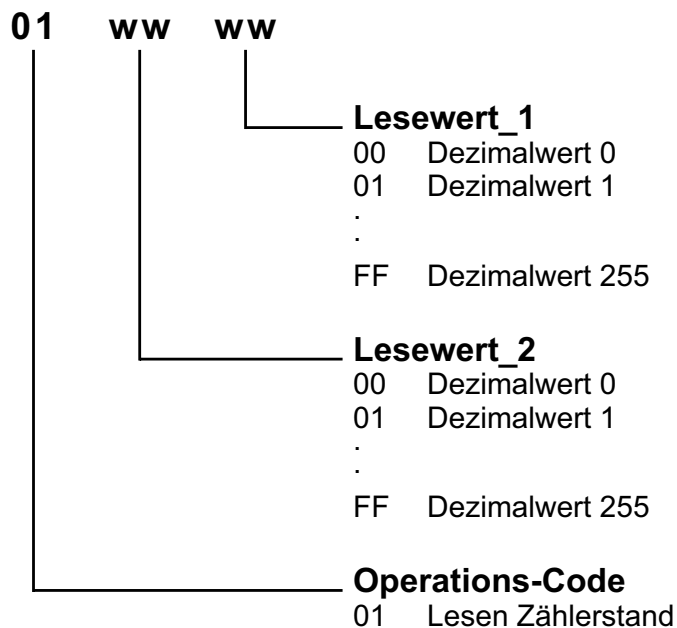 01 ww ww
Lesewert_1
00 Dezimalwert 0
01 Dezimalwert 1
.
.
FF Dezimalwert 255
Lesewert_2
00 Dezimalwert 0
01 Dezimalwert 1
.
.
FF Dezimalwert 255
Operations-Code
01 Lesen Zählerstand